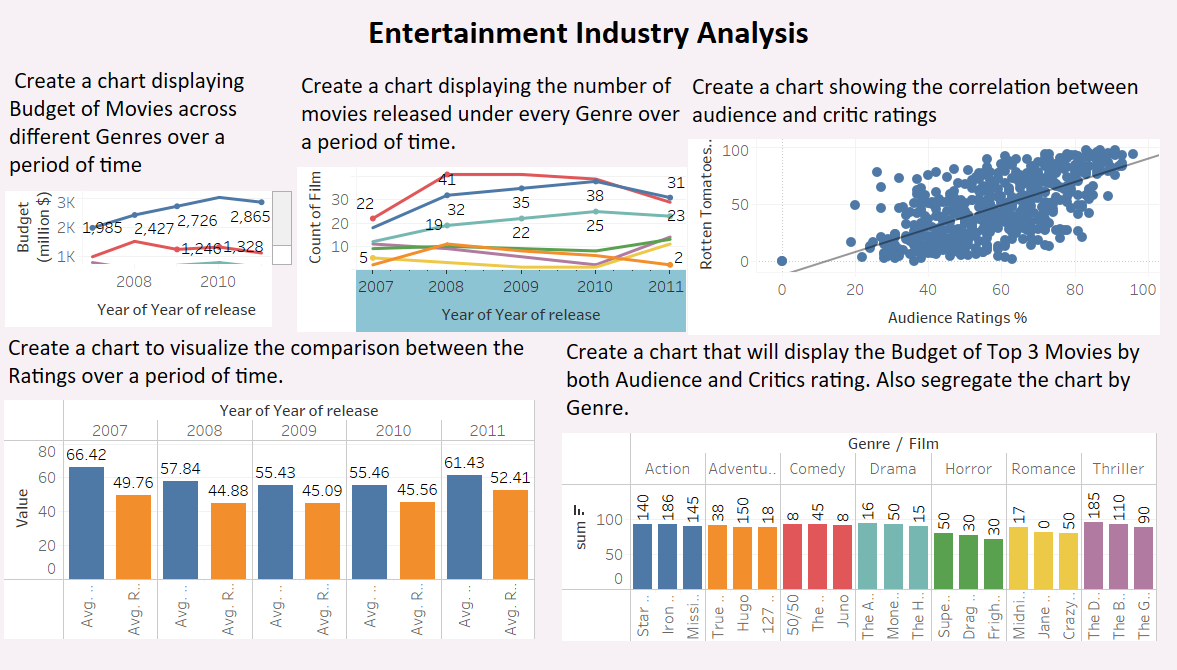 Entertainment Industry Analysis
Create a chart displaying
Budget of Movies across
different Genres over a
period of time
Budget
(million $)
3K
2K
1K
1,985
2,427
2,726
2,865
1,246
1,328
2008
2010
Year of Year of release
Create a chart displaying the number of
movies released under every Genre over
a period of time.
Count of Film
30
20
10
22
41
31
32
35
38
19
22
25
23
5
2
2007
2008
2009
2010
2011
Year of Year of release
Create a chart showing the correlation between
audience and critic ratings
Rotten Tomatoes..
100
50
0
0
20
40
60
80
100
Audience Ratings %
Create a chart to visualize the comparison between the
Ratings over a period of time.
Year of Year of release
2007
2008
2009
2010
2011
Value
80
60
40
20
0
66.42
49.76
57.84
44.88
55.43
45.09
55.46
45.56
61.43
52.41
Avg. ..
Avg. R..
Avg. ..
Avg. R..
Avg. ..
Avg. R..
Avg. ..
Avg. R..
Avg. ..
Avg. R..
Create a chart that will display the Budget of Top 3 Movies by
both Audience and Critics rating. Also segregate the chart by
Genre.
Genre / Film
Action
Adventu..
Comedy
Drama
Horror
Romance
Thriller
sum
100
50
0
140
186
145
38
150
18
8
45
8
16
50
15
50
30
30
17
0
50
185
110
90
Star ..
Iron ..
Missi..
True ..
Hugo
127 ..
50/50
The ..
Juno
The A..
Mone..
The H..
Supe..
Drag ..
Frigh..
Midni..
Jane ..
Crazy..
The D..
The B..
The G..